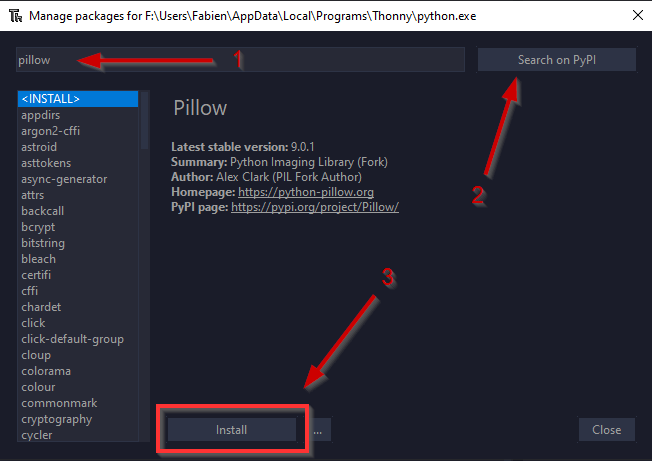 Manage packages for F:\Users\Fabien\AppData\Local\Programs\Thonny\python.exe
pillow
1
Search on PyPI
<INSTALL>
appdirs
argon2-cffi
astroid
asttokens
async-generator
attrs
backcall
bcrypt
bitstring
bleach
certifi
cffi
chardet
click
click-default-group
cloup
colorama
colour
commonmark
cryptography
cycler
Pillow
Latest stable version: 9.0.1
Summary: Python Imaging Library (Fork)
Author: Alex Clark (PIL Fork Author)
Homepage: https://python-pillow.org
PyPI page: https://pypi.org/project/Pillow/
2
3
Install
...
Close